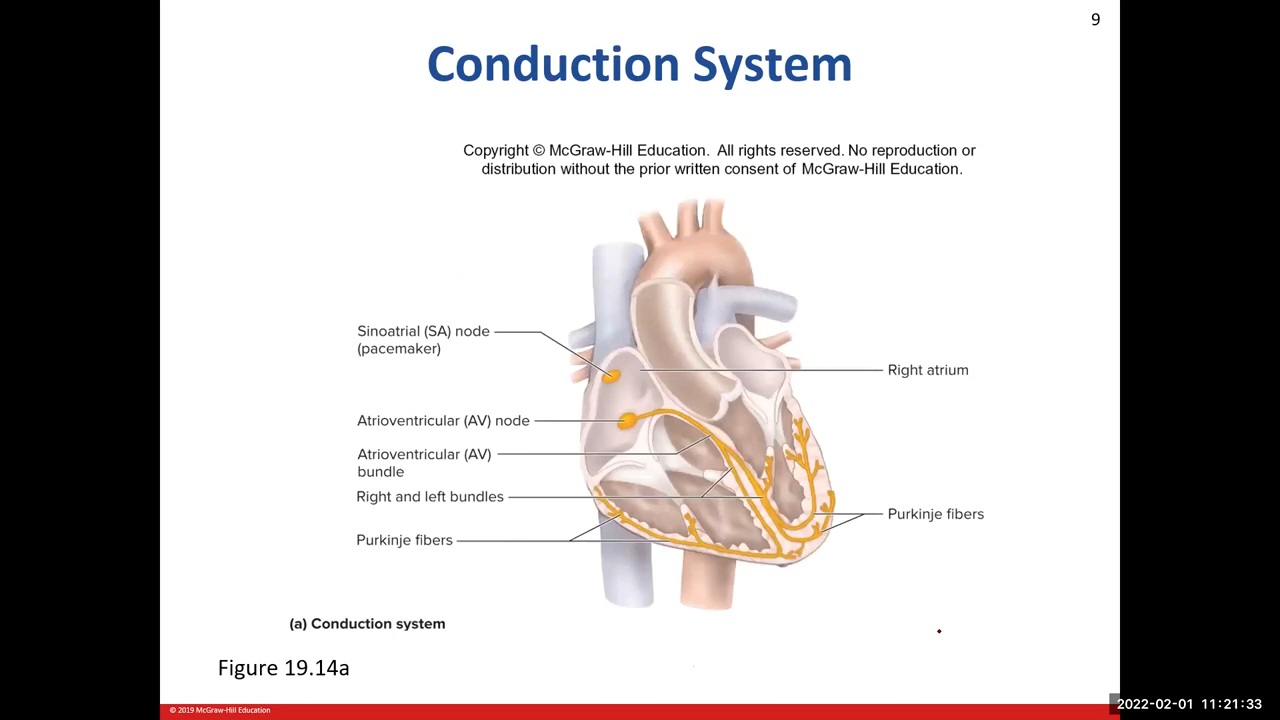 9
Conduction System
Copyright © McGraw-Hill Education. All rights reserved. No reproduction or
distribution without the prior written consent of McGraw-Hill Education.
Sinoatrial (SA) node
(pacemaker)
Right atrium
Atrioventricular (AV) node
Atrioventricular (AV)
bundle
Right and left bundles
Purkinje fibers
Purkinje fibers
(a) Conduction system
Figure 19.14a
© 2019 McGraw-Hill Education
2022-02-01 11:21:33